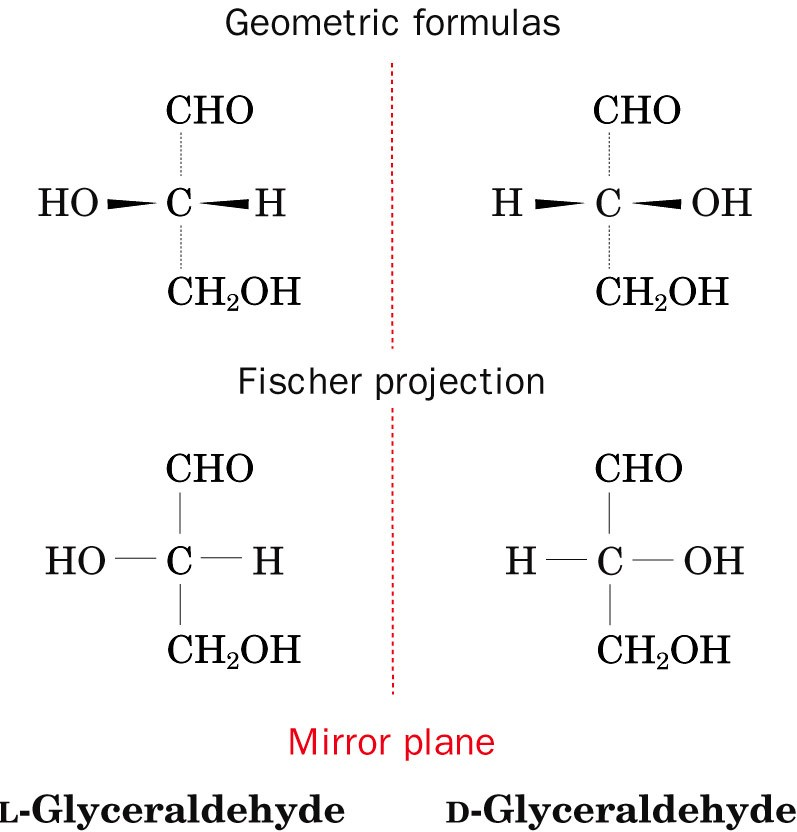 Geometric formulas
CHO CHO
HO C H H C OH
CH₂OH CH₂OH
Fischer projection
CHO CHO
HO — C — H H — C — OH
CH₂OH CH₂OH
Mirror plane
L-Glyceraldehyde D-Glyceraldehyde